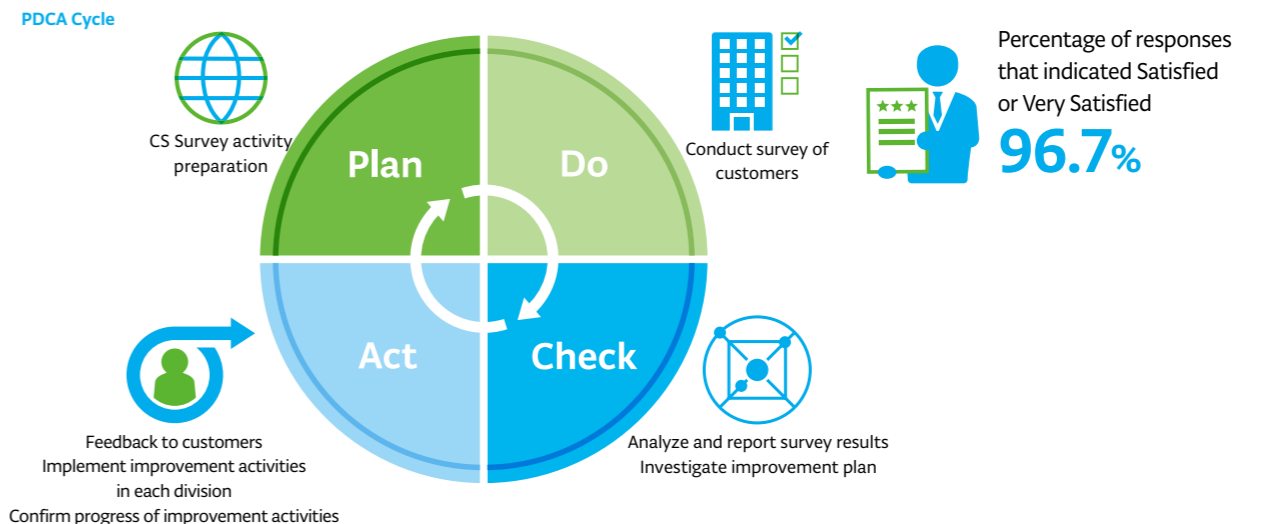 PDCA Cycle
CS Survey activity
preparation
Plan
Do
Conduct survey of
customers
Percentage of responses
that indicated Satisfied
or Very Satisfied
96.7%
Act
Check
Feedback to customers
Implement improvement activities
in each division
Confirm progress of improvement activities
Analyze and report survey results
Investigate improvement plan